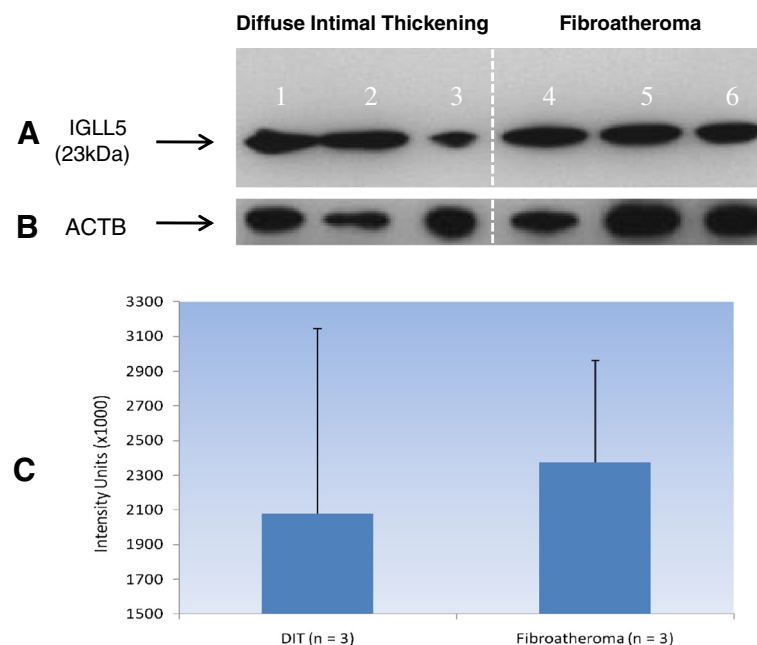 Diffuse Intimal Thickening Fibroatheroma
1 2 3 4 5 6
A IGLL5
(23kDa)
B ACTB
C
3300
3100
2900
2700
2500
2300
2100
1900
1700
1500
Intensity Units (x1000)
DIT (n = 3) Fibroatheroma (n = 3)